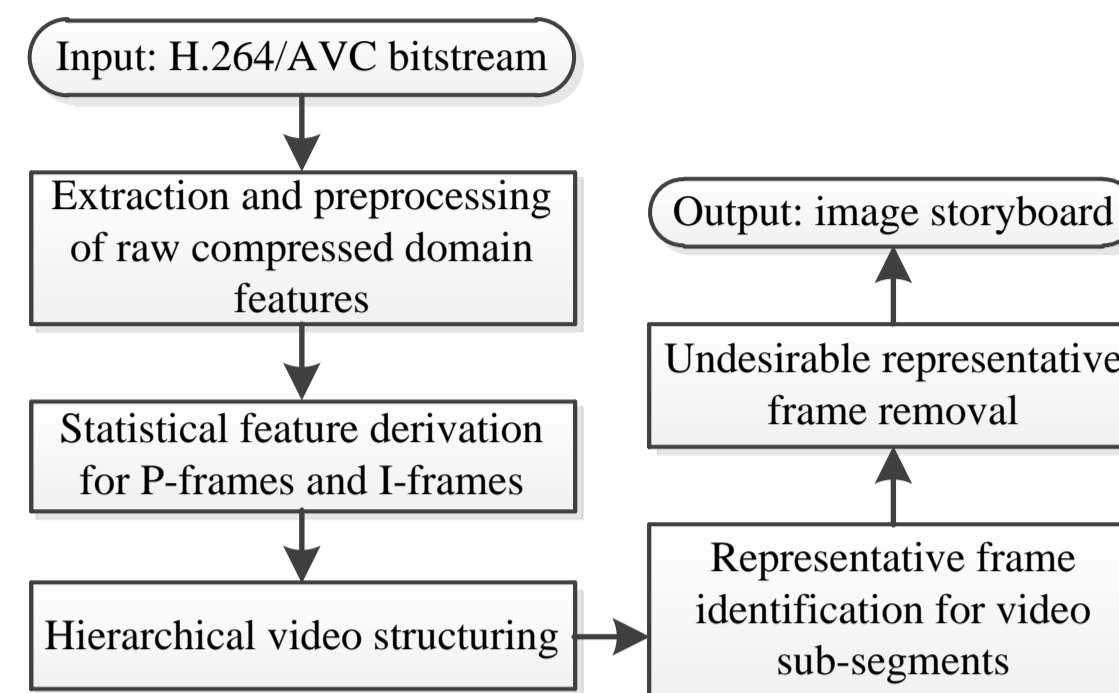 Input: H.264/AVC bitstream
Extraction and preprocessing
of raw compressed domain
features
Statistical feature derivation
for P-frames and I-frames
Hierarchical video structuring
Representative frame
identification for video
sub-segments
Undesirable representative
frame removal
Output: image storyboard